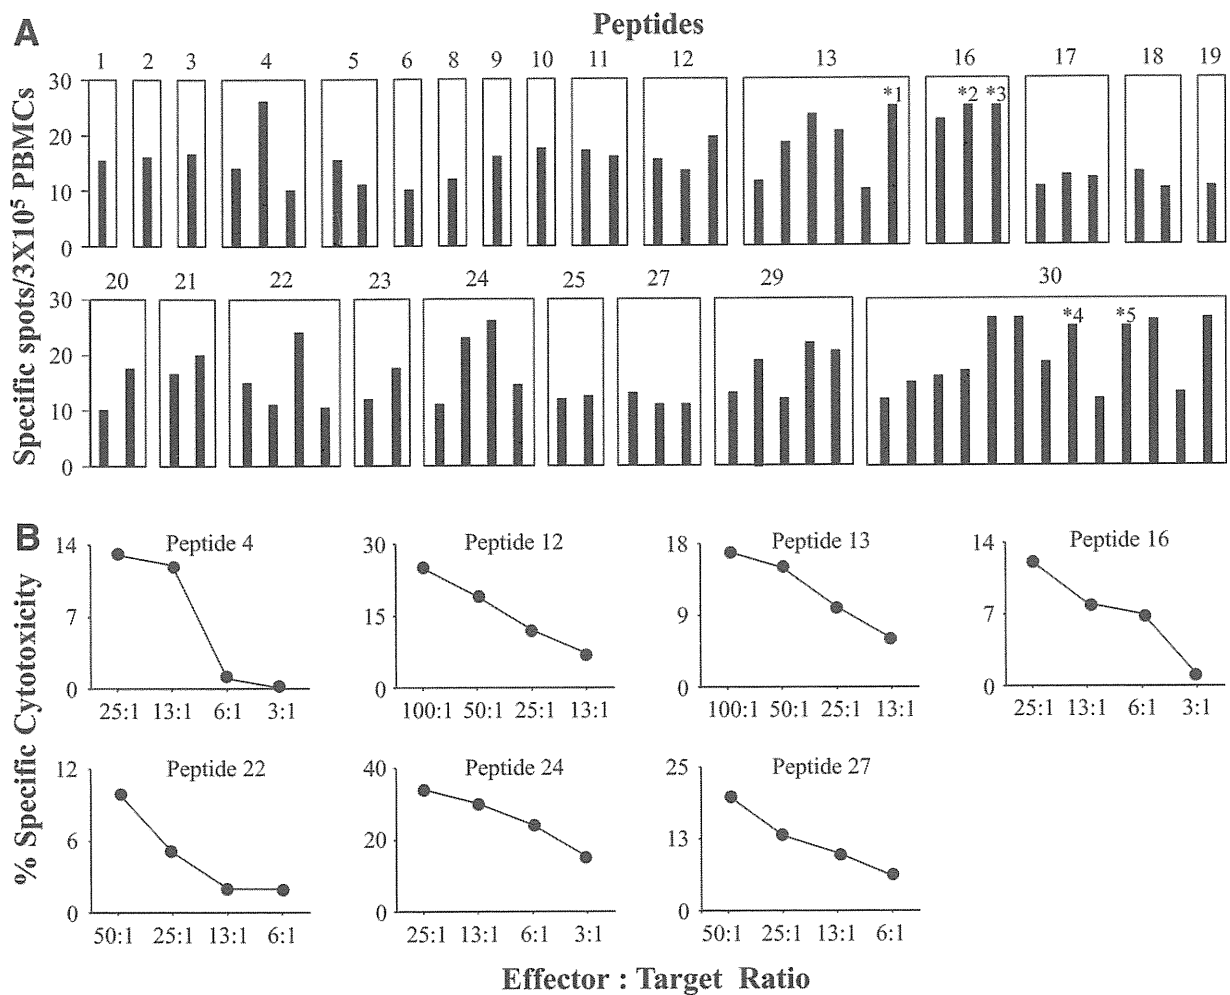 A
Peptides
1 2 3 4 5 6 8 9 10 11 12 13 16 17 18 19
Specific spots/3X10⁵ PBMCs
30
20
10
0
*1 *2 *3
20 21 22 23 24 25 27 29 30
30
20
10
0
*4 *5
B
% Specific Cytotoxicity
Peptide 4
14
7
0
25:1 13:1 6:1 3:1
Peptide 12
30
15
0
100:1 50:1 25:1 13:1
Peptide 13
18
9
0
100:1 50:1 25:1 13:1
Peptide 16
14
7
0
25:1 13:1 6:1 3:1
Peptide 22
12
6
0
50:1 25:1 13:1 6:1
Peptide 24
40
20
0
25:1 13:1 6:1 3:1
Peptide 27
25
13
0
50:1 25:1 13:1 6:1
Effector : Target Ratio